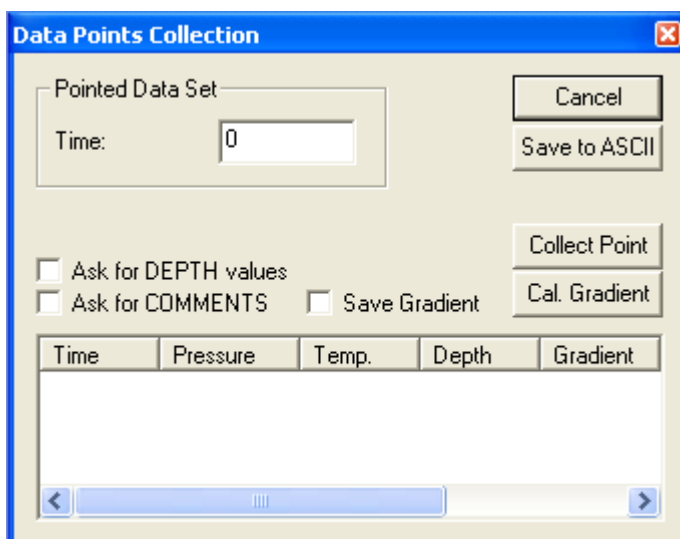 Data Points Collection
Pointed Data Set
Time: 0
Cancel
Save to ASCII
Collect Point
Cal. Gradient
Ask for DEPTH values
Ask for COMMENTS Save Gradient
Time Pressure Temp. Depth Gradient